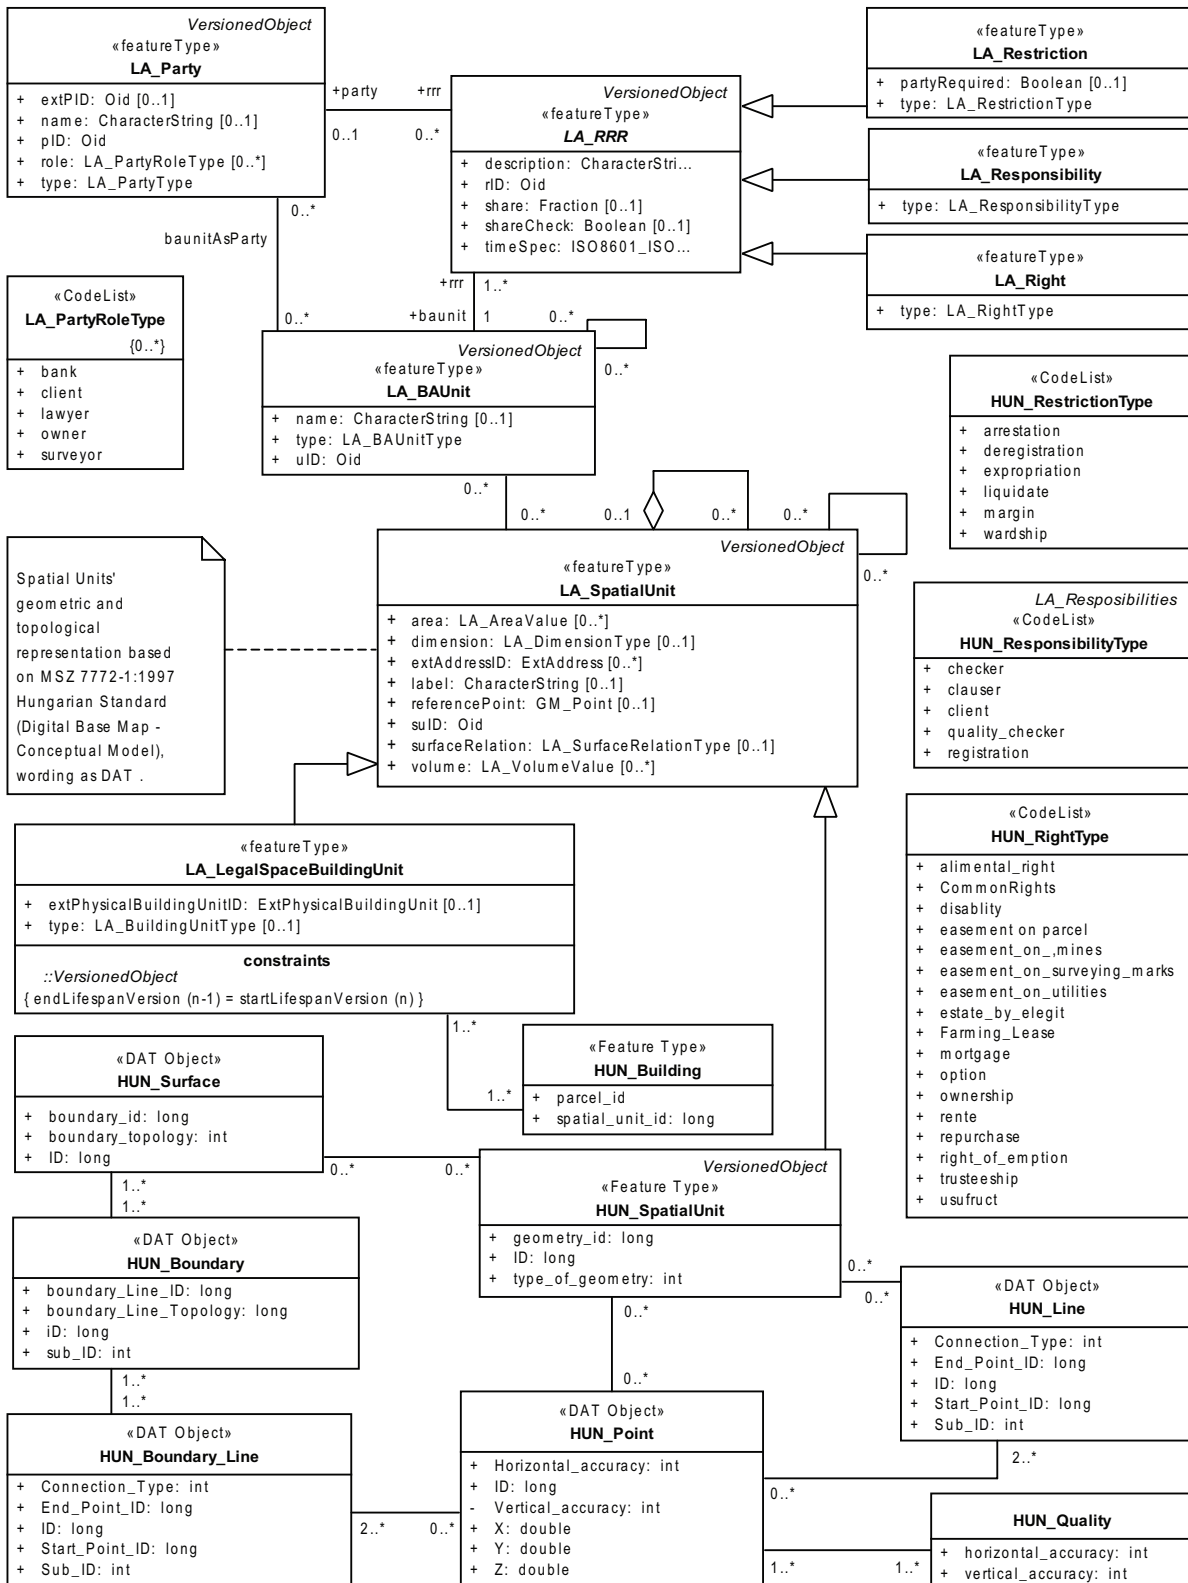 VersionedObject
«featureType»
LA_Party
+ extPID: Oid [0..1]
+ name: CharacterString [0..1]
+ pID: Oid
+ role: LA_PartyRoleType [0..*]
+ type: LA_PartyType
+party
+rrr
0..1
0..*
VersionedObject
«featureType»
LA_RRR
+ description: CharacterStri...
+ rID: Oid
+ share: Fraction [0..1]
+ shareCheck: Boolean [0..1]
+ timeSpec: ISO8601_ISO...
«featureType»
LA_Restriction
+ partyRequired: Boolean [0..1]
+ type: LA_RestrictionType
«featureType»
LA_Responsibility
+ type: LA_ResponsibilityType
«featureType»
LA_Right
+ type: LA_RightType
0..*
baunitAsParty
0..*
+rrr
1..*
+baunit
1
0..*
0..*
«CodeList»
LA_PartyRoleType
{0..*}
+ bank
+ client
+ lawyer
+ owner
+ surveyor
VersionedObject
«featureType»
LA_BAUnit
+ name: CharacterString [0..1]
+ type: LA_BAUnitType
+ uID: Oid
0..*
0..*
0..1
0..*
0..*
0..*
«CodeList»
HUN_RestrictionType
+ arrestation
+ deregistration
+ expropriation
+ liquidate
+ margin
+ wardship
Spatial Units'
geometric and
topological
representation based
on MSZ 7772-1:1997
Hungarian Standard
(Digital Base Map -
Conceptual Model),
wording as DAT .
VersionedObject
«featureType»
LA_SpatialUnit
+ area: LA_AreaValue [0..*]
+ dimension: LA_DimensionType [0..1]
+ extAddressID: ExtAddress [0..*]
+ label: CharacterString [0..1]
+ referencePoint: GM_Point [0..1]
+ suID: Oid
+ surfaceRelation: LA_SurfaceRelationType [0..1]
+ volume: LA_VolumeValue [0..*]
LA_Resposibilities
«CodeList»
HUN_ResponsibilityType
+ checker
+ clauser
+ client
+ quality_checker
+ registration
«CodeList»
HUN_RightType
+ alimental_right
+ CommonRights
+ disablity
+ easement on parcel
+ easement_on_,mines
+ easement_on_surveying_marks
+ easement_on_utilities
+ estate_by_elegit
+ Farming_Lease
+ mortgage
+ option
+ ownership
+ rente
+ repurchase
+ right_of_emption
+ trusteeship
+ usufruct
«featureType»
LA_LegalSpaceBuildingUnit
+ extPhysicalBuildingUnitID: ExtPhysicalBuildingUnit [0..1]
+ type: LA_BuildingUnitType [0..1]
constraints
::VersionedObject
{ endLifespanVersion (n-1) = startLifespanVersion (n) }
1..*
1..*
«Feature Type»
HUN_Building
+ parcel_id
+ spatial_unit_id: long
«DAT Object»
HUN_Surface
+ boundary_id: long
+ boundary_topology: int
+ ID: long
0..*
0..*
VersionedObject
«Feature Type»
HUN_SpatialUnit
+ geometry_id: long
+ ID: long
+ type_of_geometry: int
1..*
1..*
«DAT Object»
HUN_Boundary
+ boundary_Line_ID: long
+ boundary_Line_Topology: long
+ iD: long
+ sub_ID: int
0..*
0..*
0..*
0..*
«DAT Object»
HUN_Line
+ Connection_Type: int
+ End_Point_ID: long
+ ID: long
+ Start_Point_ID: long
+ Sub_ID: int
1..*
1..*
«DAT Object»
HUN_Boundary_Line
+ Connection_Type: int
+ End_Point_ID: long
+ ID: long
+ Start_Point_ID: long
+ Sub_ID: int
2..*
0..*
«DAT Object»
HUN_Point
+ Horizontal_accuracy: int
+ ID: long
- Vertical_accuracy: int
+ X: double
+ Y: double
+ Z: double
2..*
0..*
1..*
1..*
HUN_Quality
+ horizontal_accuracy: int
+ vertical_accuracy: int